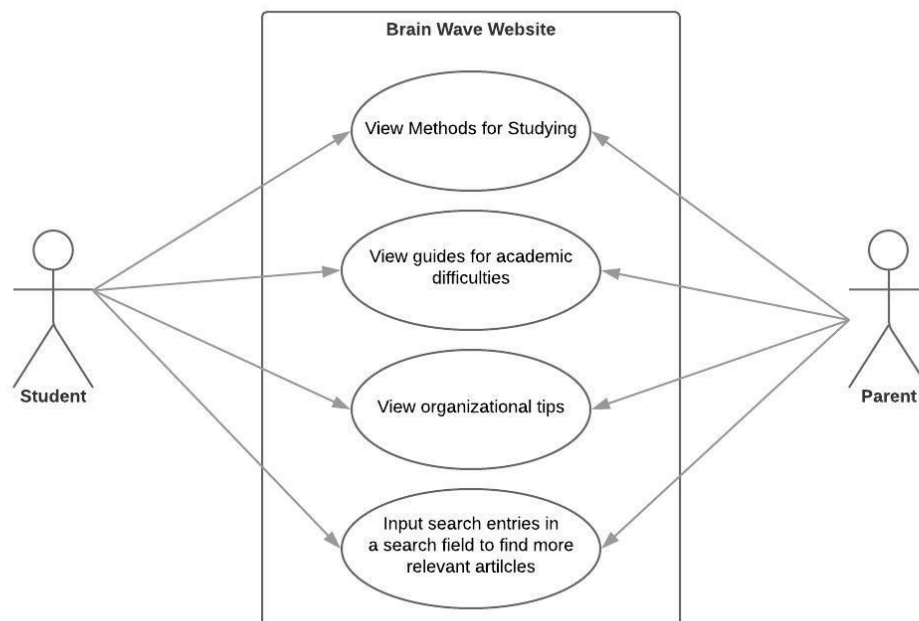 Brain Wave Website
View Methods for Studying
View guides for academic
difficulties
Student
Parent
View organizational tips
Input search entries in
a search field to find more
relevant artilcles